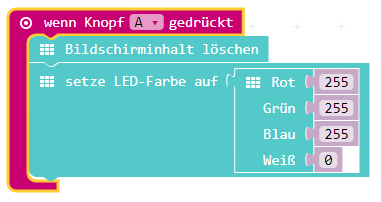 wenn Knopf A gedrückt
Bildschirminhalt löschen
setze LED-Farbe auf Rot 255
Grün 255
Blau 255
Weiß 0